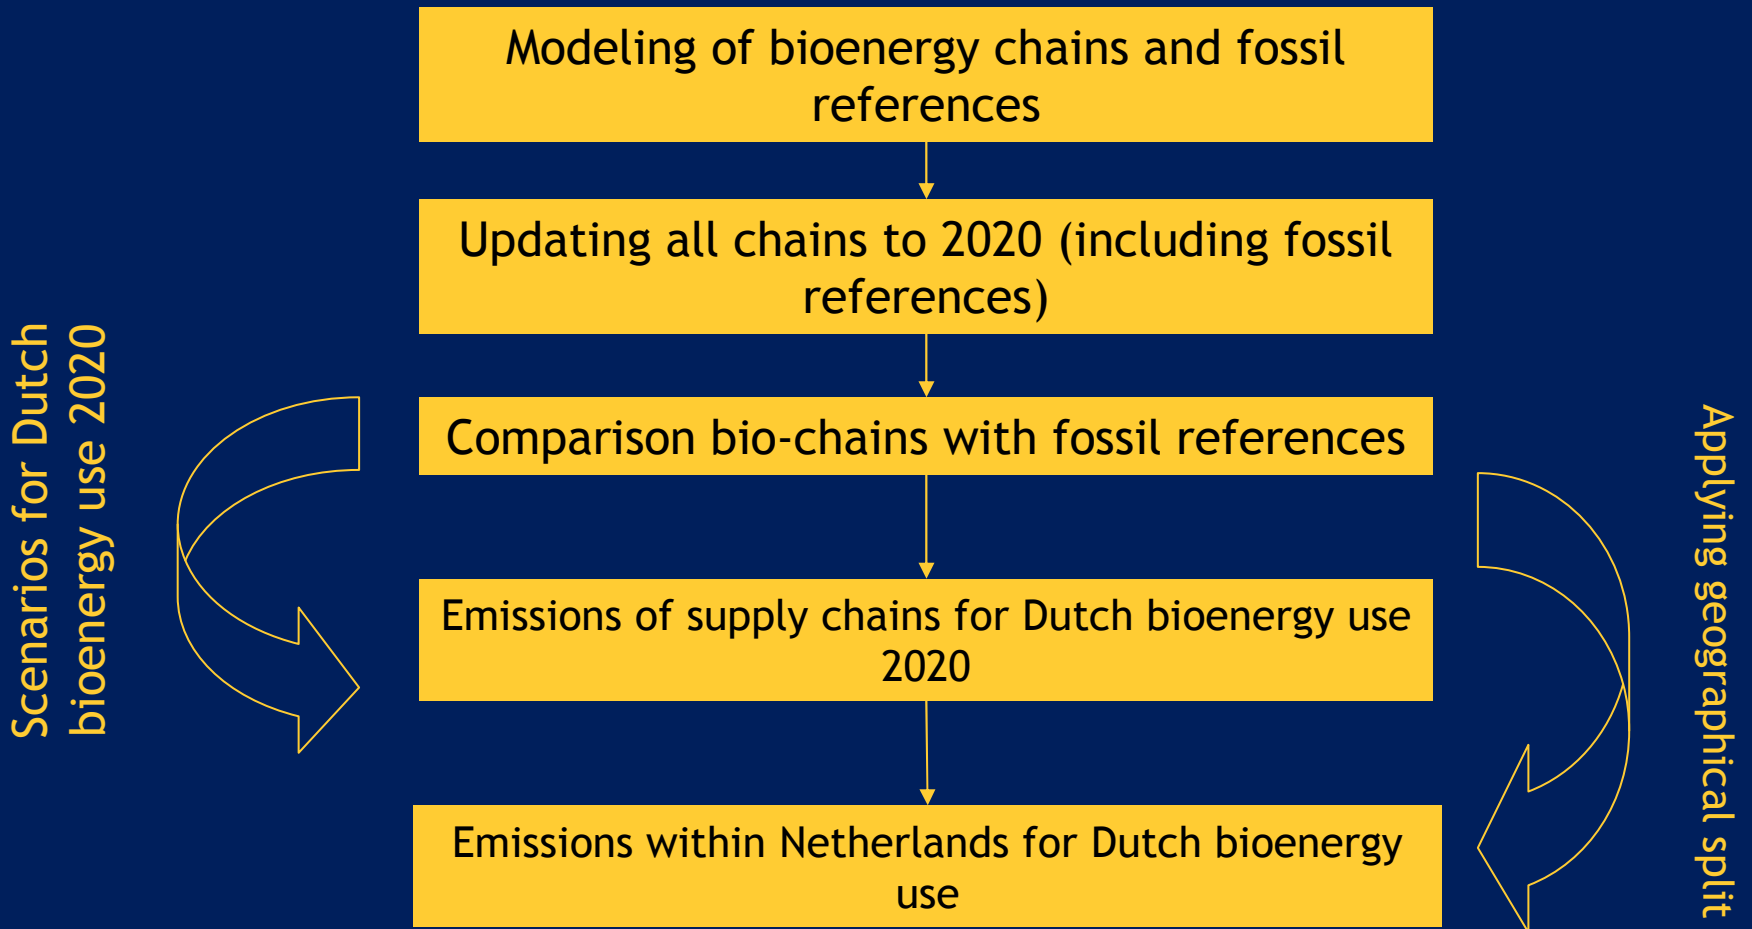 Modeling of bioenergy chains and fossil
references
Updating all chains to 2020 (including fossil
references)
Scenarios for Dutch
bioenergy use 2020
Comparison bio-chains with fossil references
Applying geographical split
Emissions of supply chains for Dutch bioenergy use
2020
Emissions within Netherlands for Dutch bioenergy
use